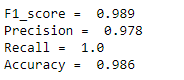 F1_score =  0.989
Precision =  0.978
Recall =  1.0
Accuracy =  0.986